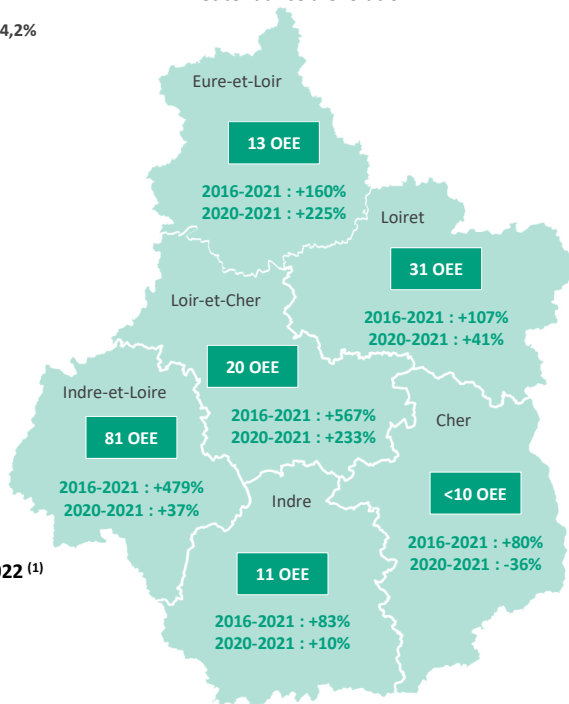 4,2%
Eure-et-Loir
13 OEE
2016-2021 : +160%
2020-2021 : +225%
Loiret
31 OEE
2016-2021 : +107%
2020-2021 : +41%
Loir-et-Cher
20 OEE
2016-2021 : +567%
2020-2021 : +233%
Indre-et-Loire
81 OEE
2016-2021 : +479%
2020-2021 : +37%
Cher
<10 OEE
2016-2021 : +80%
2020-2021 : -36%
Indre
11 OEE
2016-2021 : +83%
2020-2021 : +10%
022 (1)